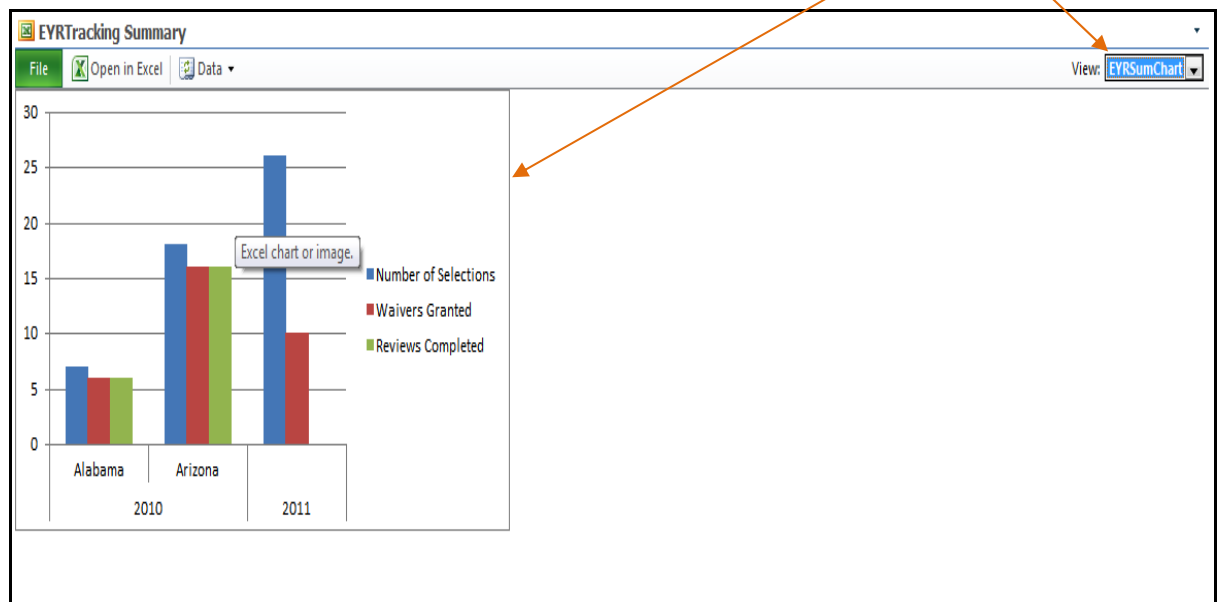 EYRTracking Summary
File Open in Excel Data View: EYRSumChart
30
25
20
Excel chart or image.
15
10
5
0
Number of Selections
Waivers Granted
Reviews Completed
Alabama Arizona
2010 2011